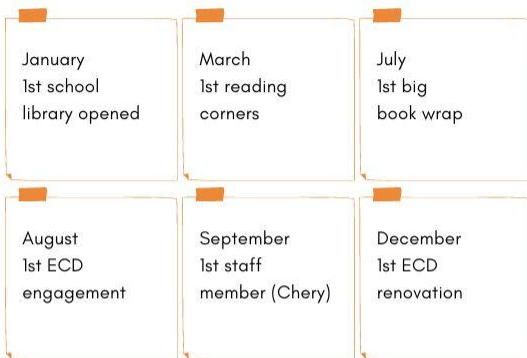 January
1st school
library opened
March
1st reading
corners
July
1st big
book wrap
August
1st ECD
engagement
September
1st staff
member (Chery)
December
1st ECD
renovation